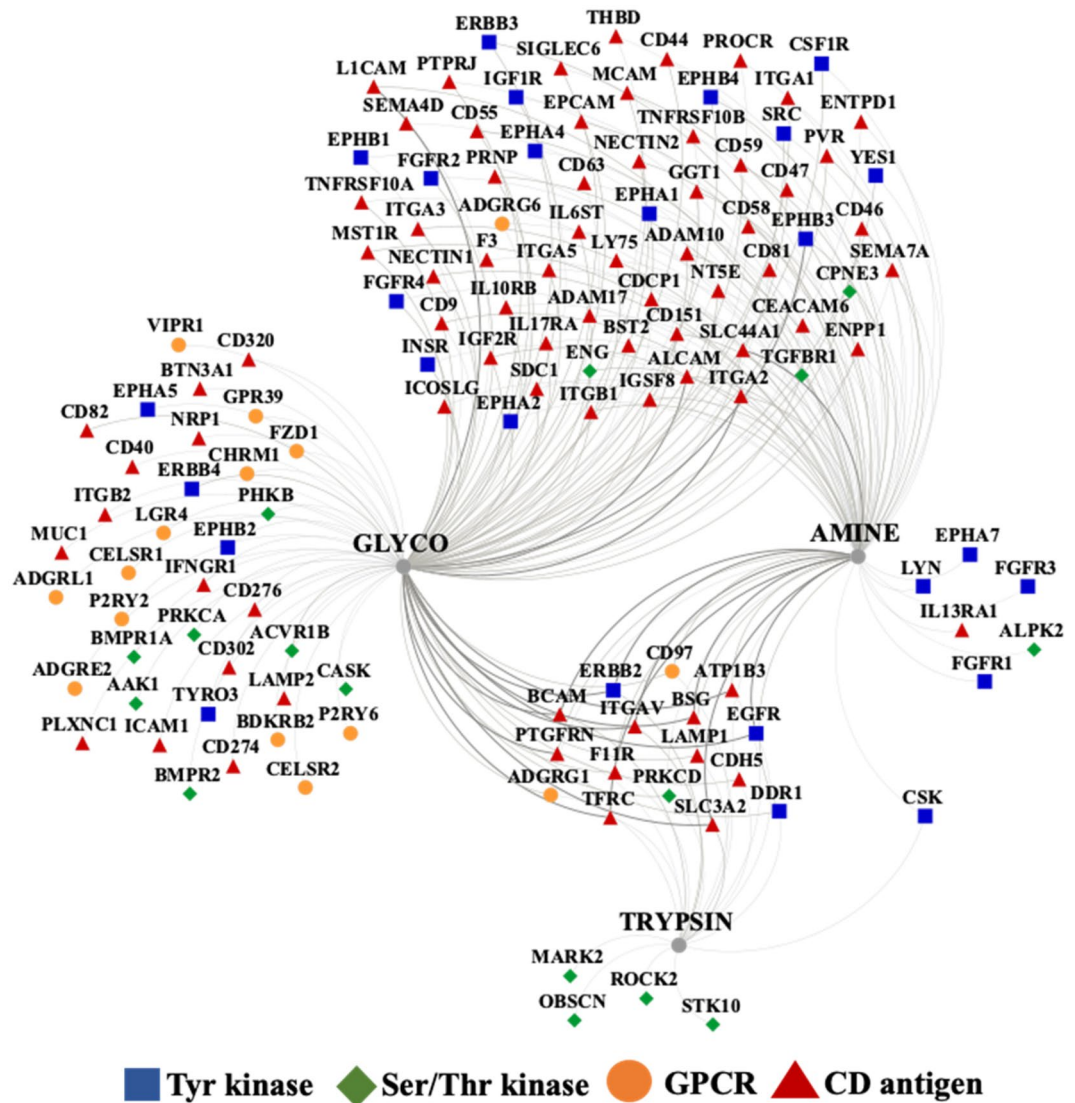 ERBB3
THBD
SIGLEC6
CD44
PROCR
CSF1R
L1CAM
PTPRJ
IGF1R
MCAM
EPHB4
ITGA1
SEMA4D
CD55
EPCAM
TNFRSF10B
SRC
ENTPD1
EPHB1
EPHA4
NECTIN2
CD59
PVR
FGFR2
PRNP
CD63
GGT1
CD47
YES1
TNFRSF10A
ITGA3
ADGRG6
IL6ST
EPHA1
CD58
EPHB3
CD46
MST1R
F3
LY75
ADAM10
CD81
SEMA7A
NECTIN1
ITGA5
CDCP1
NT5E
CPNE3
FGFR4
CD9
IL10RB
ADAM17
CD151
CEACAM6
IGF2R
IL17RA
BST2
SLC44A1
ENPP1
INSR
ENG
ALCAM
TGFBR1
ICOSLG
SDC1
EPHA2
ITGB1
IGSF8
ITGA2
VIPR1
CD320
BTN3A1
EPHA5
GPR39
CD82
NRP1
FZD1
CD40
CHRM1
ERBB4
ITGB2
PHKB
LGR4
EPHB2
MUC1
CELSR1
IFNGR1
ADGRL1
P2RY2
CD276
PRKCA
BMPR1A
ACVR1B
CD302
ADGRE2
AAK1
CASK
TYRO3
LAMP2
PLXNC1
ICAM1
BDKRB2
P2RY6
CD274
BMPR2
CELSR2
GLYCO
AMINE
EPHA7
LYN
FGFR3
IL13RA1
ALPK2
FGFR1
CD97
ERBB2
ATP1B3
BCAM
ITGAV
BSG
EGFR
PTGFRN
LAMP1
F11R
CDH5
ADGRG1
PRKCD
DDR1
TFRC
SLC3A2
CSK
TRYPSIN
MARK2
ROCK2
OBSCN
STK10
Tyr kinase
Ser/Thr kinase
GPCR
CD antigen